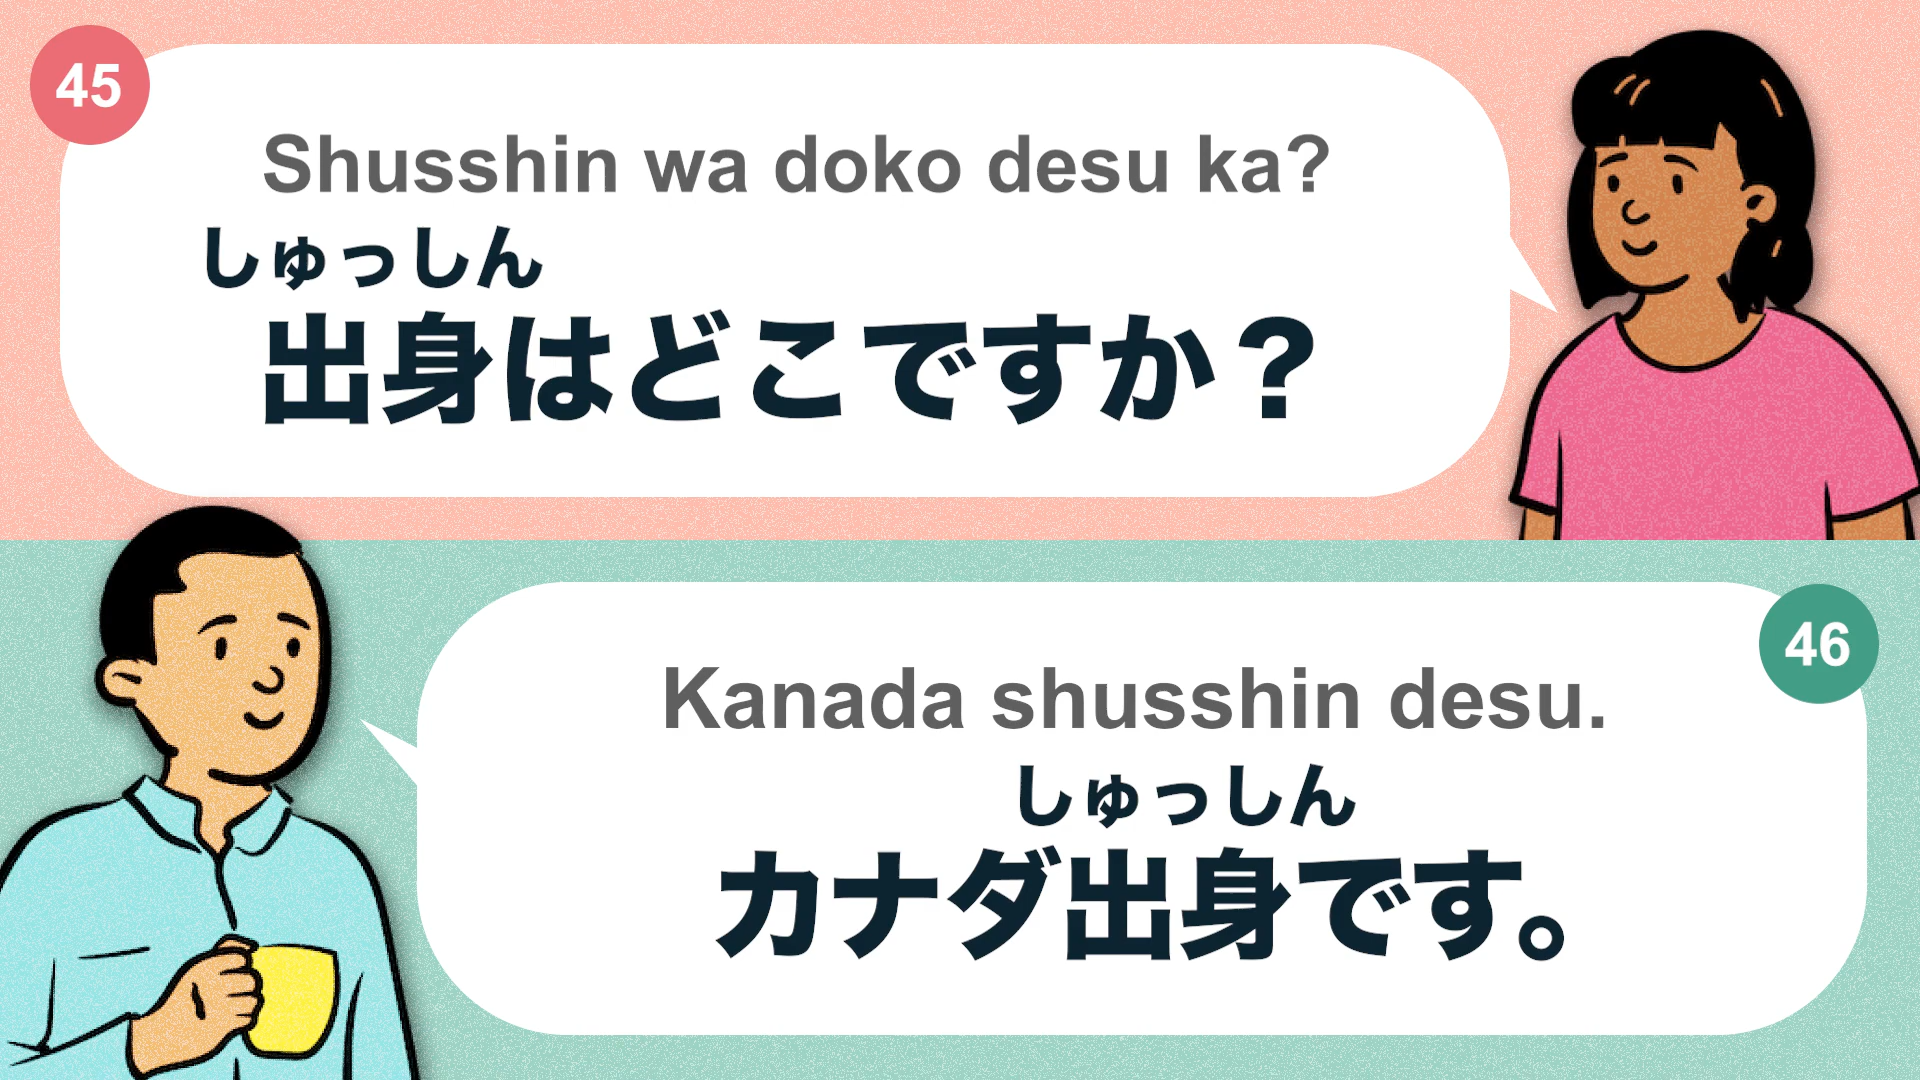 45
Shusshin wa doko desu ka?
しゅっしん
出身はどこですか？
46
Kanada shusshin desu.
しゅっしん
カナダ出身です。